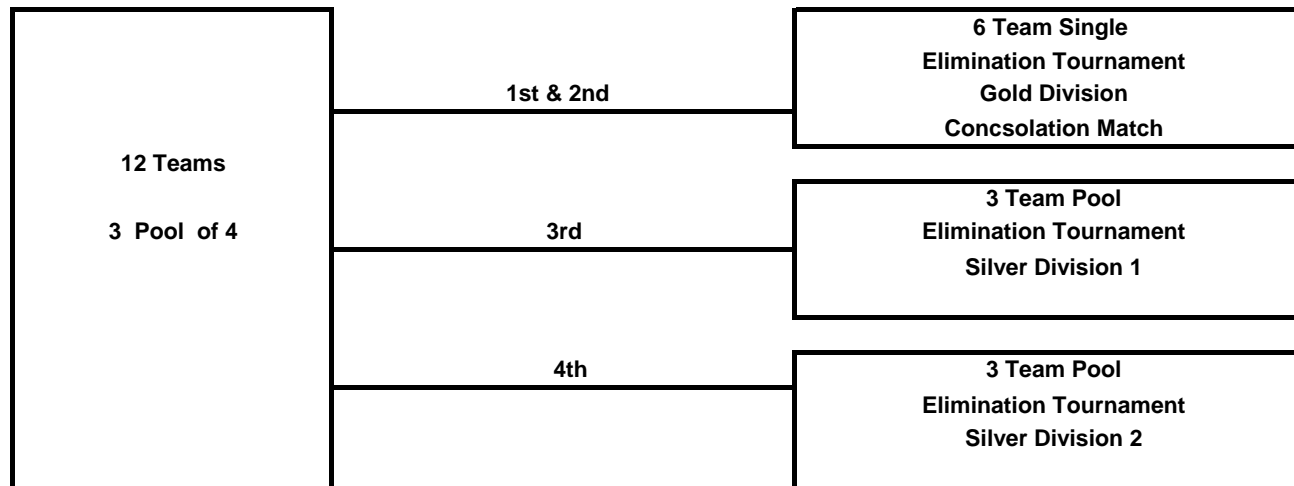 12 Teams
3 Pool of 4
1st & 2nd
6 Team Single
Elimination Tournament
Gold Division
Concsolation Match
3rd
3 Team Pool
Elimination Tournament
Silver Division 1
4th
3 Team Pool
Elimination Tournament
Silver Division 2